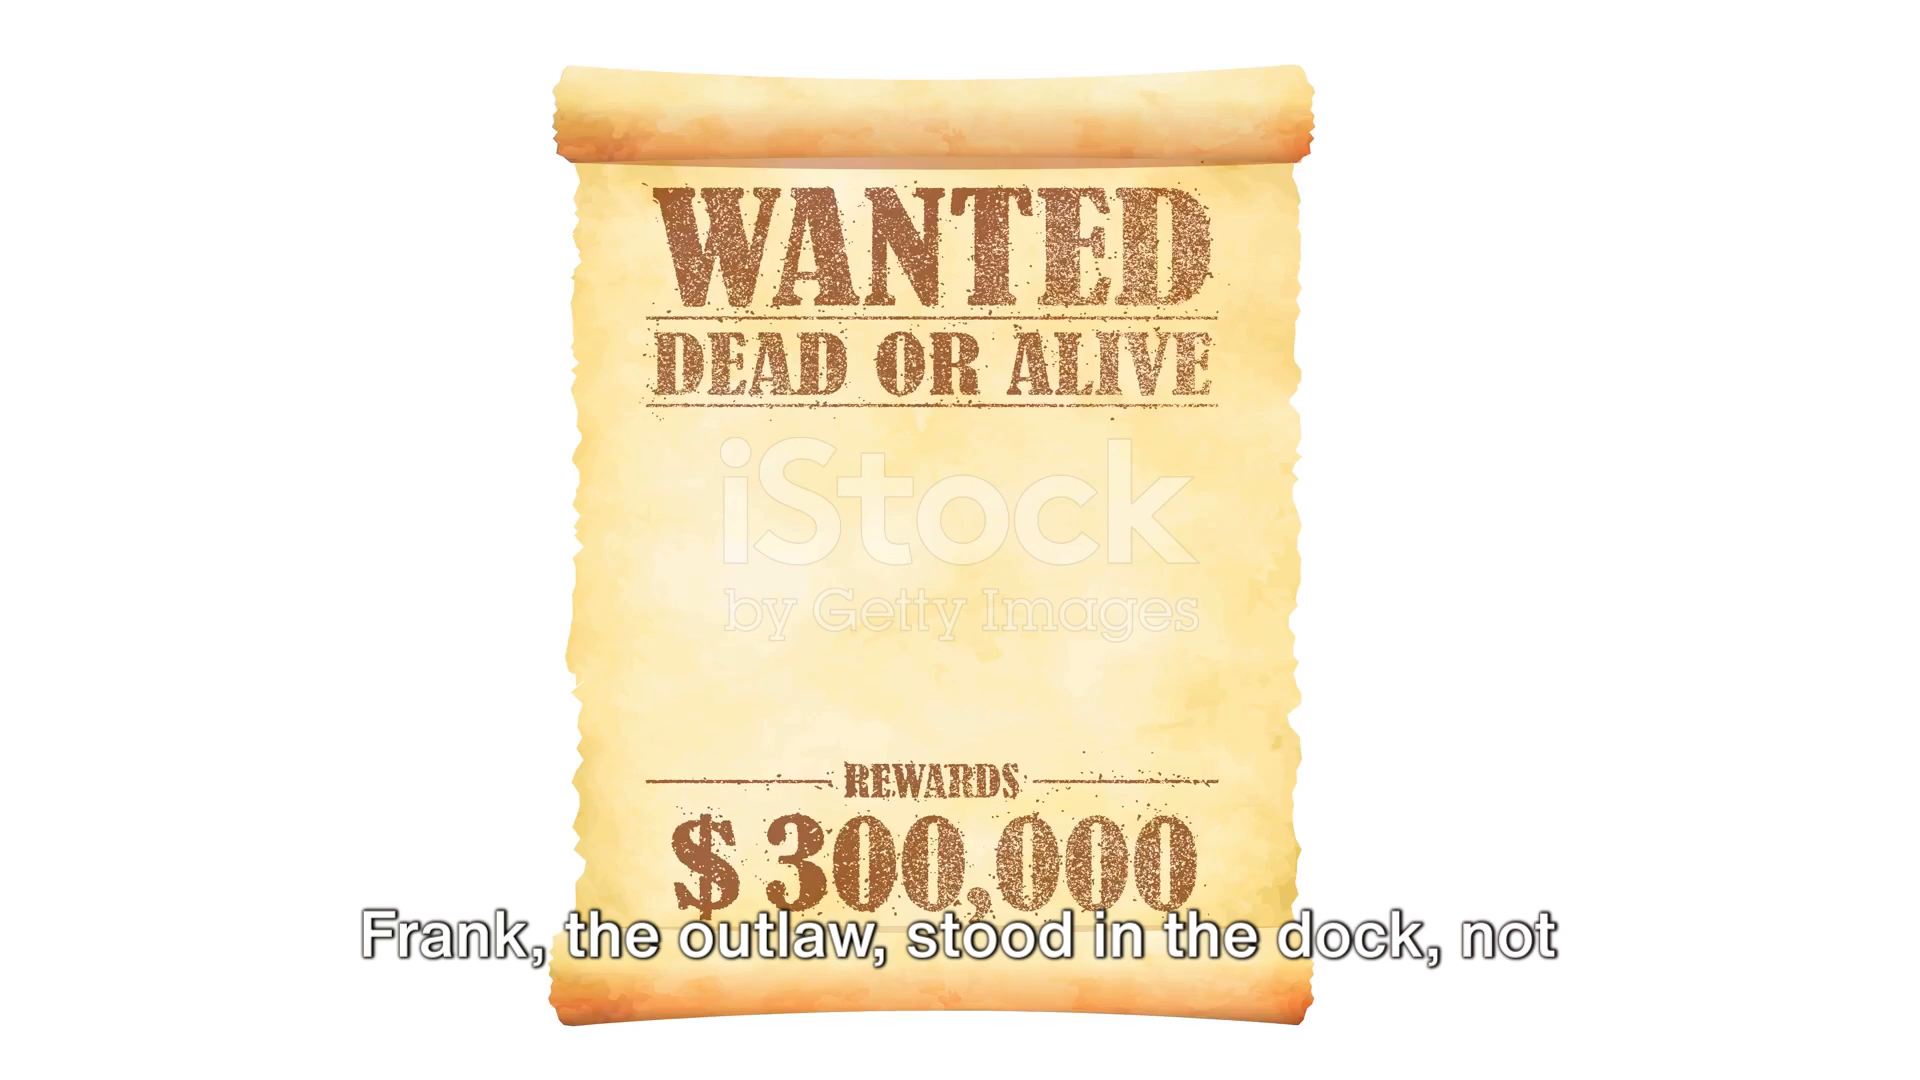 WANTED
DEAD OR ALIVE
iStock
by Getty Images
REWARDS
$300,000
Frank, the outlaw, stood in the dock, not